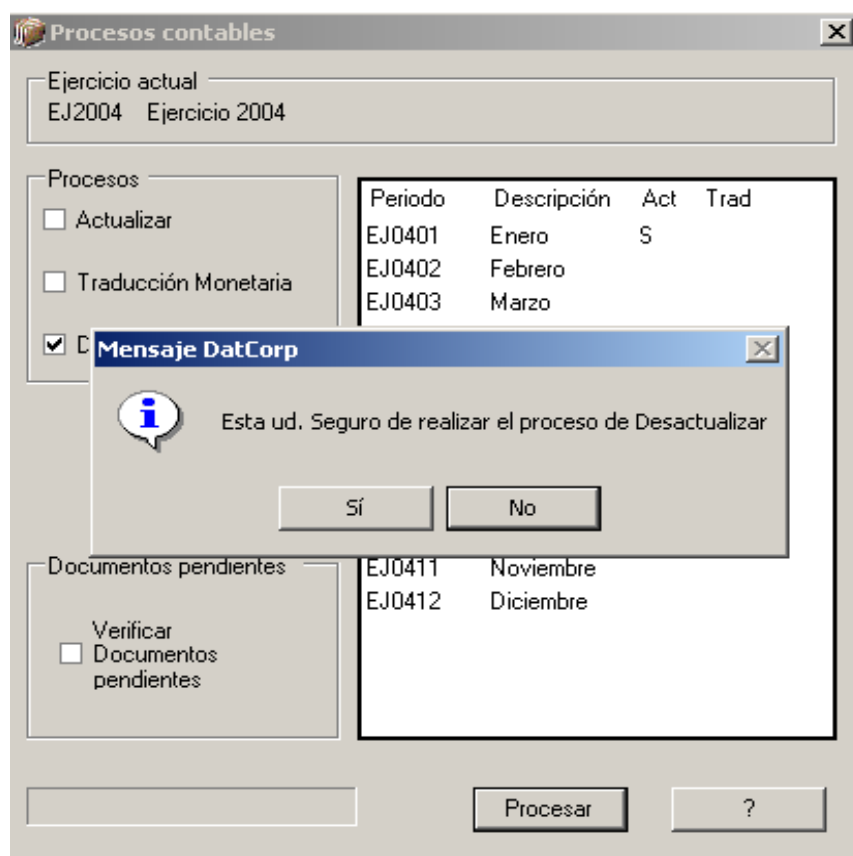 Procesos contables
Ejercicio actual
EJ2004 Ejercicio 2004
Procesos
Actualizar
Traducción Monetaria
Periodo Descripción Act Trad
EJ0401 Enero S
EJ0402 Febrero
EJ0403 Marzo
Mensaje DatCorp
Esta ud. Seguro de realizar el proceso de Desactualizar
Sí No
EJ0411 Noviembre
EJ0412 Diciembre
Documentos pendientes
Verificar
Documentos
pendientes
Procesar ?